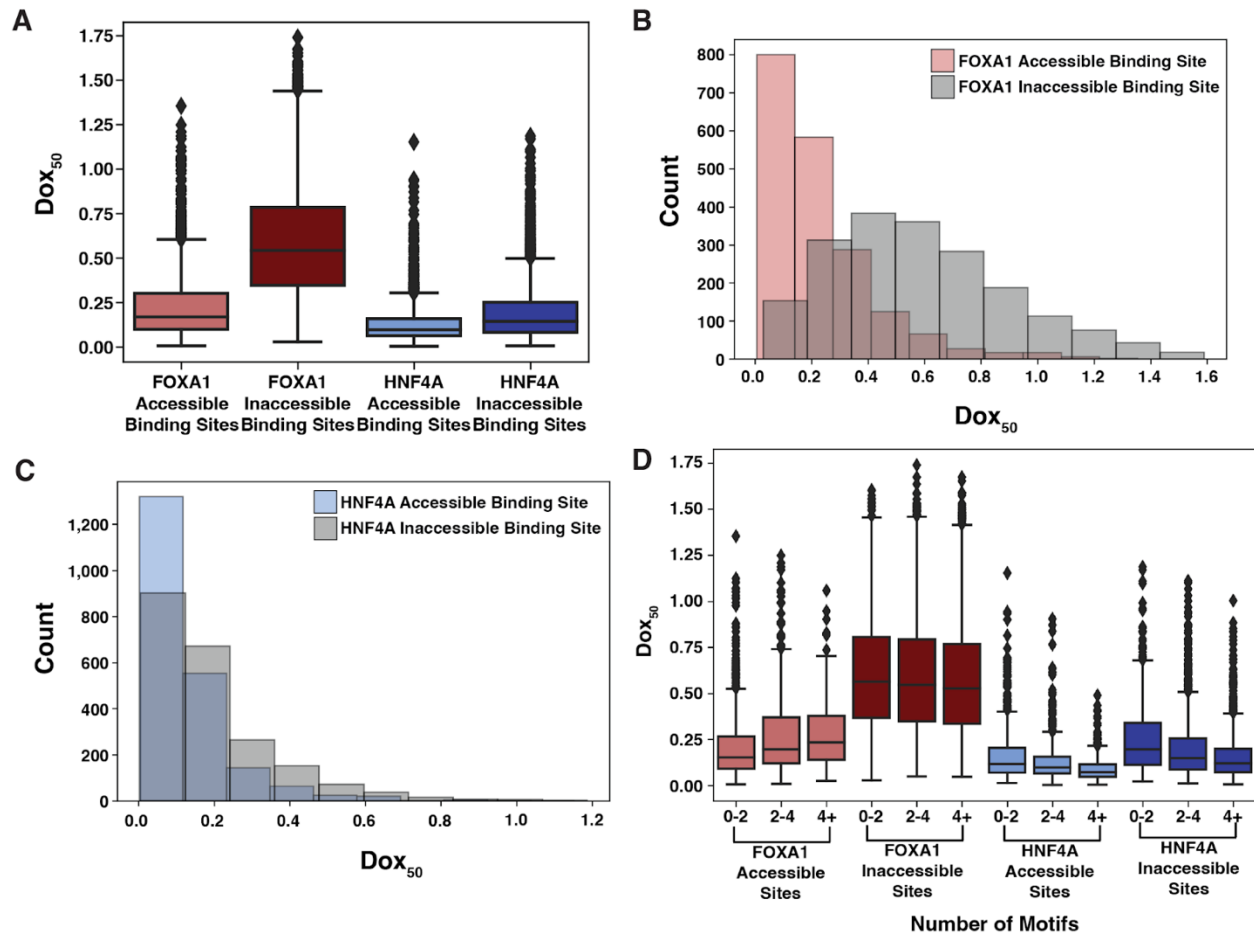 A
Dox50
1.75
1.50
1.25
1.00
0.75
0.50
0.25
0.00
FOXA1 FOXA1 HNF4A HNF4A
Accessible Inaccessible Accessible Inaccessible
Binding Sites Binding Sites Binding Sites Binding Sites
B
Count
800
700
600
500
400
300
200
100
0
FOXA1 Accessible Binding Site
FOXA1 Inaccessible Binding Site
0.0 0.2 0.4 0.6 0.8 1.0 1.2 1.4 1.6
Dox50
C
Count
1,200
1,000
800
600
400
200
0
HNF4A Accessible Binding Site
HNF4A Inaccessible Binding Site
0.0 0.2 0.4 0.6 0.8 1.0 1.2
Dox50
D
Dox50
1.75
1.50
1.25
1.00
0.75
0.50
0.25
0.00
0-2 2-4 4+ 0-2 2-4 4+ 0-2 2-4 4+ 0-2 2-4 4+
FOXA1 FOXA1 HNF4A HNF4A
Accessible Inaccessible Accessible Inaccessible
Sites Sites Sites Sites
Number of Motifs